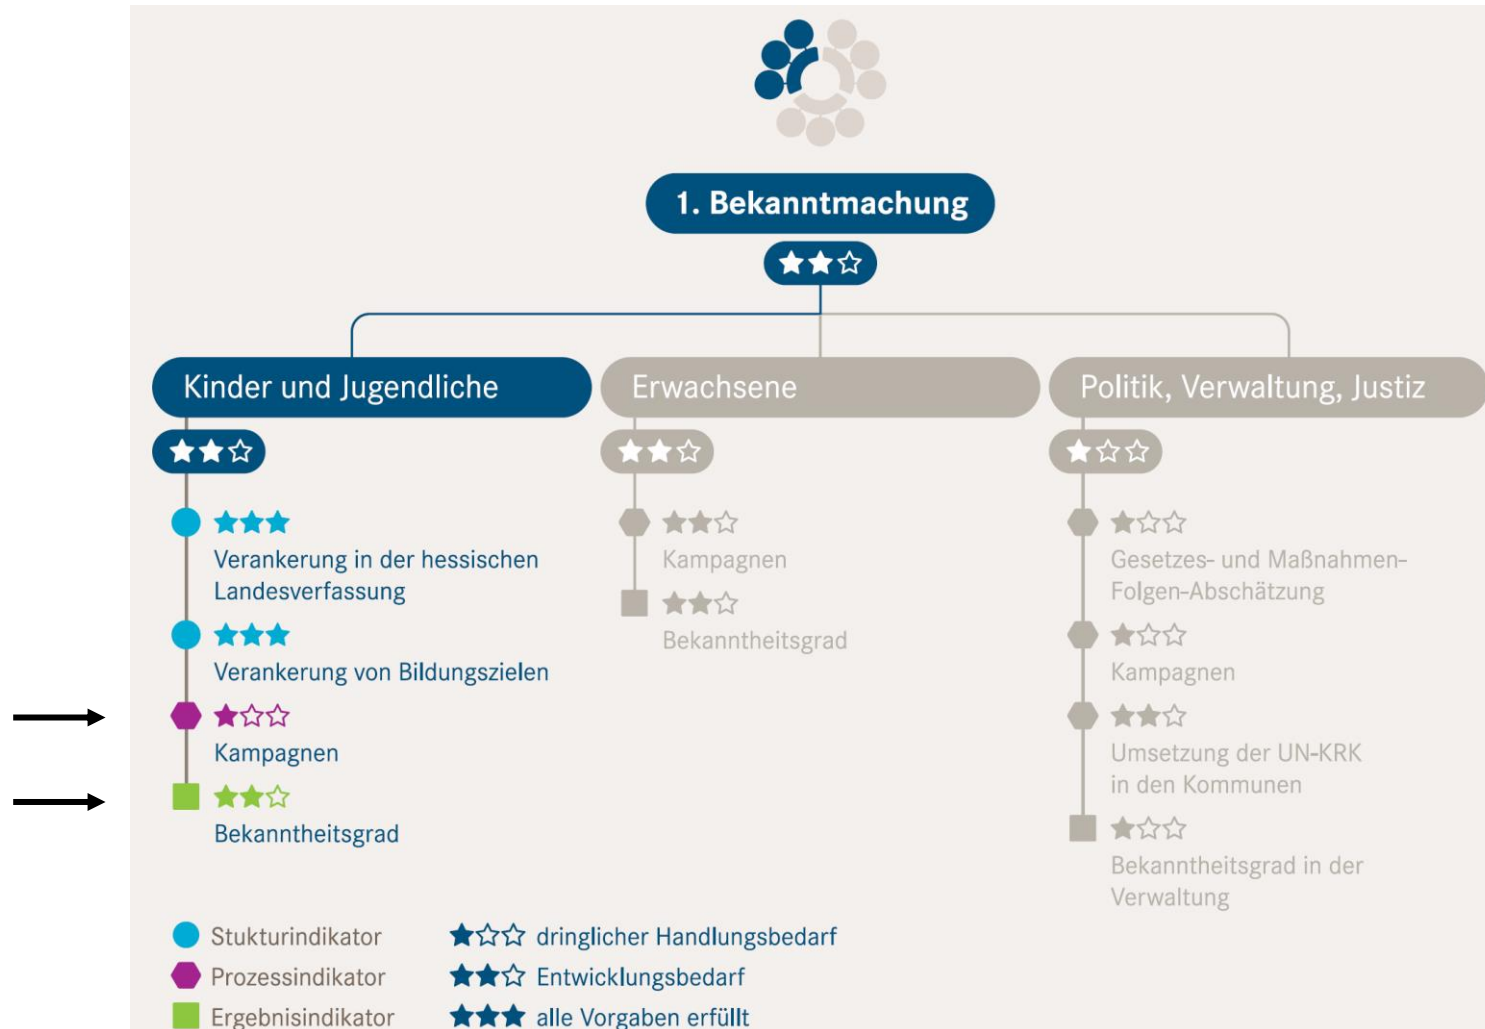 1. Bekanntmachung
Kinder und Jugendliche
Verankerung in der hessischen
Landesverfassung
Verankerung von Bildungszielen
Kampagnen
Bekanntheitsgrad
Erwachsene
Kampagnen
Bekanntheitsgrad
Politik, Verwaltung, Justiz
Gesetzes- und Maßnahmen-
Folgen-Abschätzung
Kampagnen
Umsetzung der UN-KRK
in den Kommunen
Bekanntheitsgrad in der
Verwaltung
Stukturindikator
Prozessindikator
Ergebnisindikator
dringlicher Handlungsbedarf
Entwicklungsbedarf
alle Vorgaben erfüllt